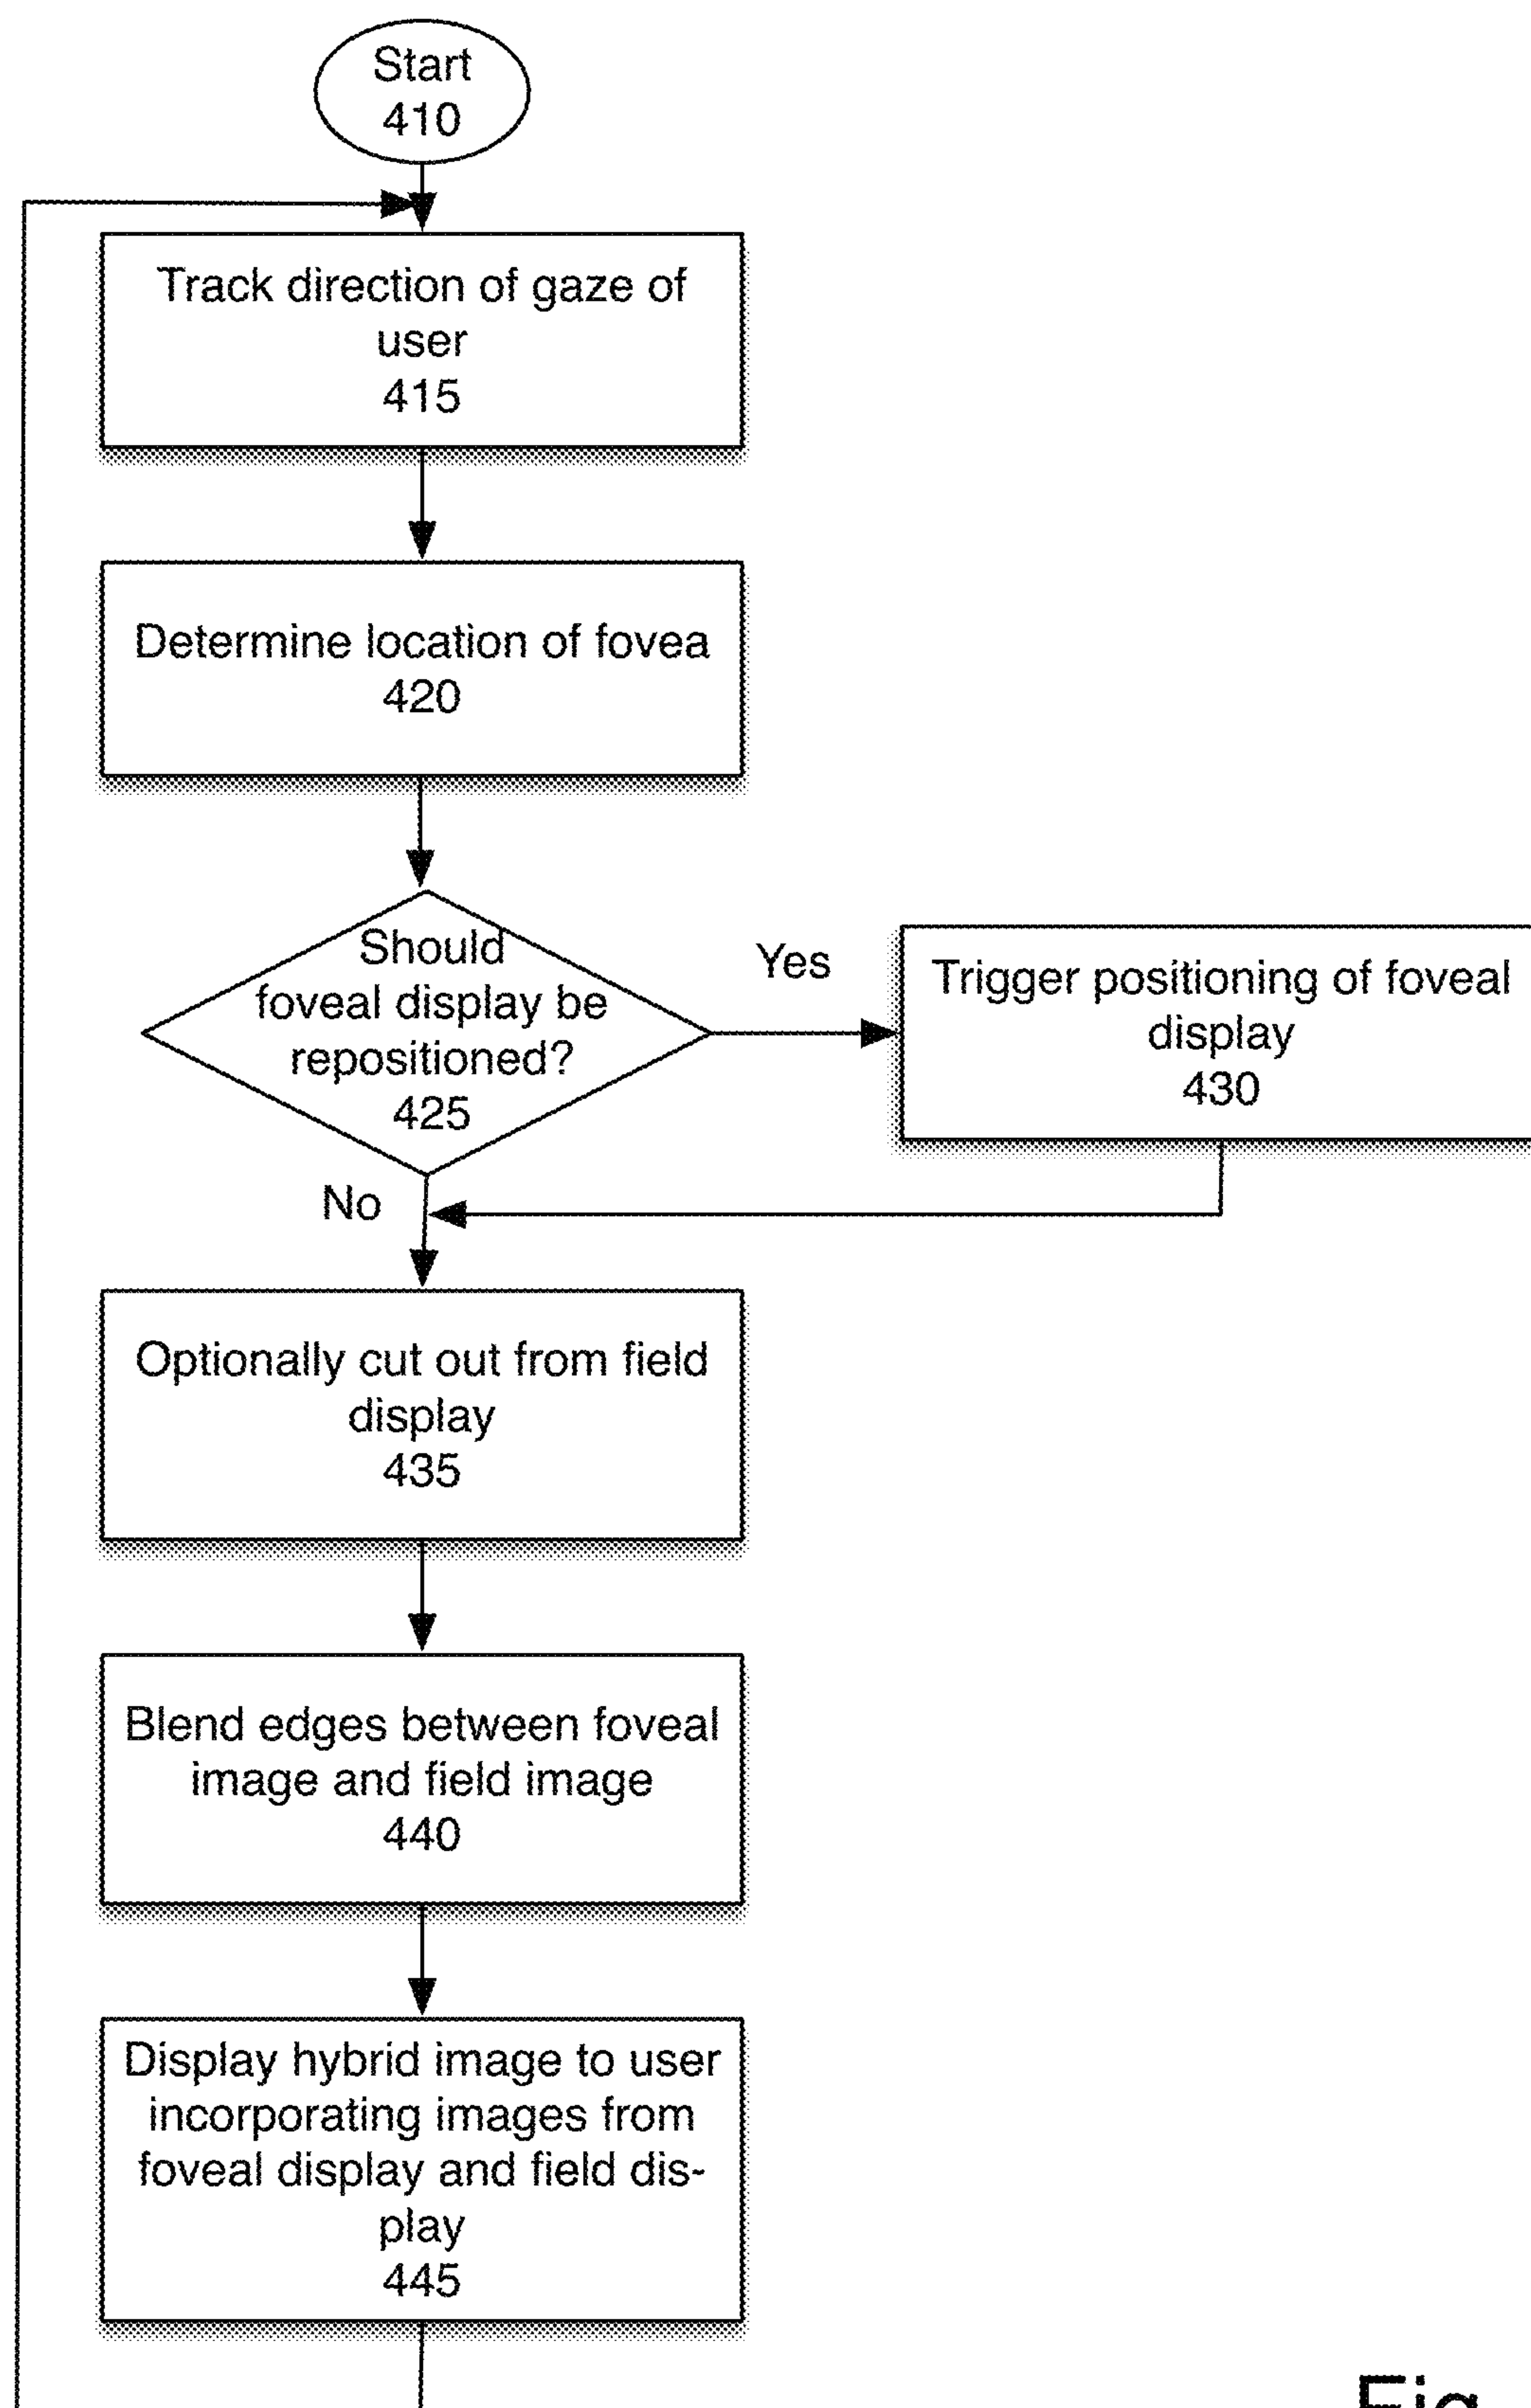 Start
410
Track direction of gaze of
user
415
Determine location of fovea
420
Should
foveal display be
repositioned?
425
Yes
Trigger positioning of foveal
display
430
No
Optionally cut out from field
display
435
Blend edges between foveal
image and field image
440
Display hybrid image to user
incorporating images from
foveal display and field dis-
play
445
Fig